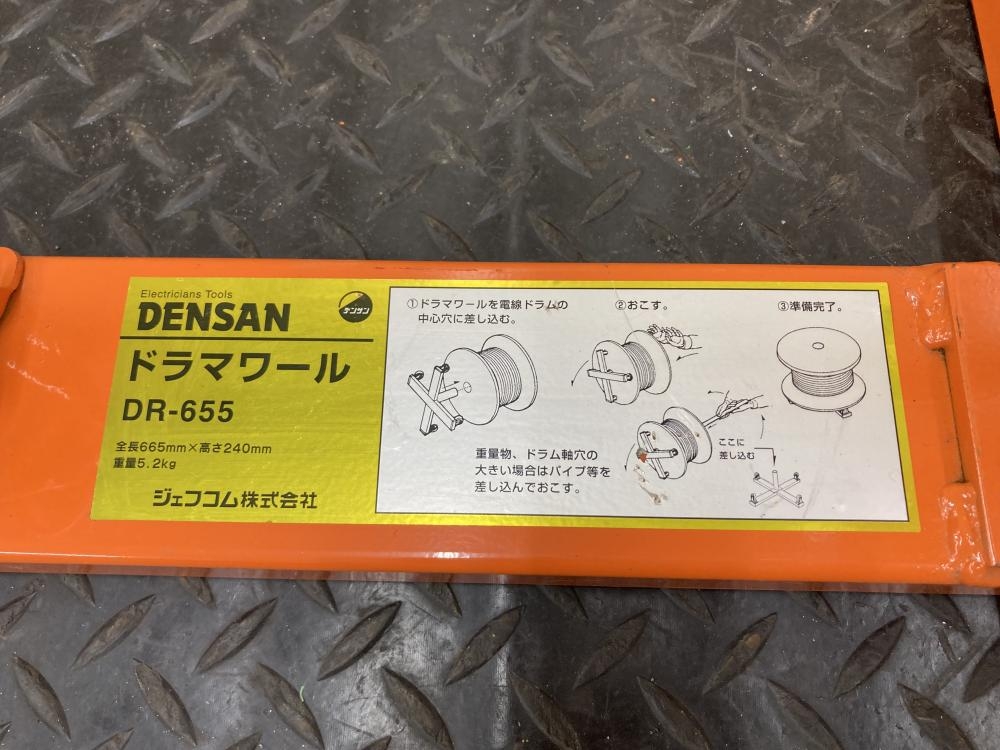 Electricians Tools
DENSAN
デンサン
ドラマワール
DR-655
全長665mm×高さ240mm
重量5.2kg
ジェフコム株式会社
①ドラマワールを電線ドラムの
中心穴に差し込む。
②おこす。
③準備完了。
重量物、ドラム軸穴の
大きい場合はパイプ等を
差し込んでおこす。
ここに
差し込む